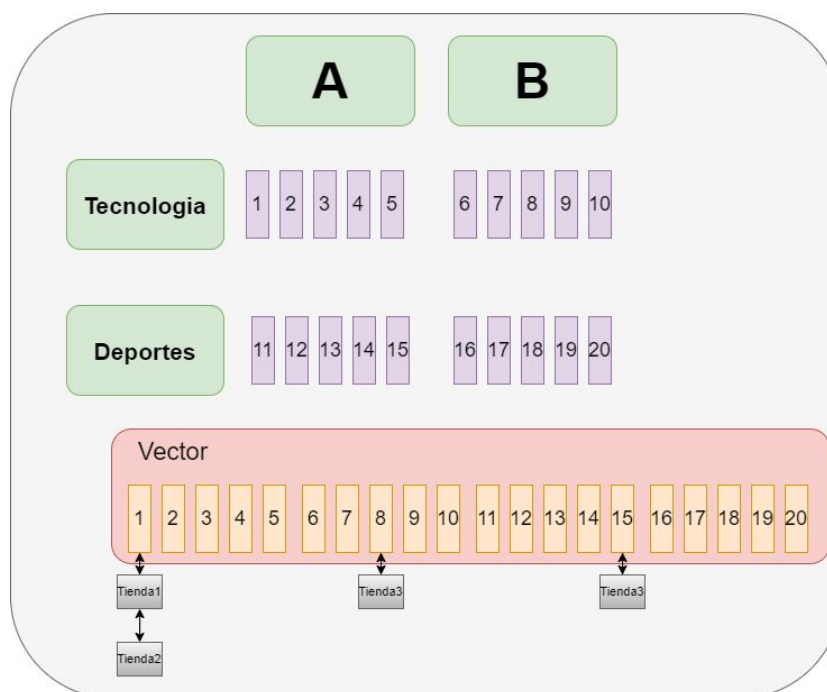 A B
Tecnologia 1 2 3 4 5 6 7 8 9 10
Deportes 11 12 13 14 15 16 17 18 19 20
Vector
1 2 3 4 5 6 7 8 9 10 11 12 13 14 15 16 17 18 19 20
Tienda1 Tienda3 Tienda3
Tienda2